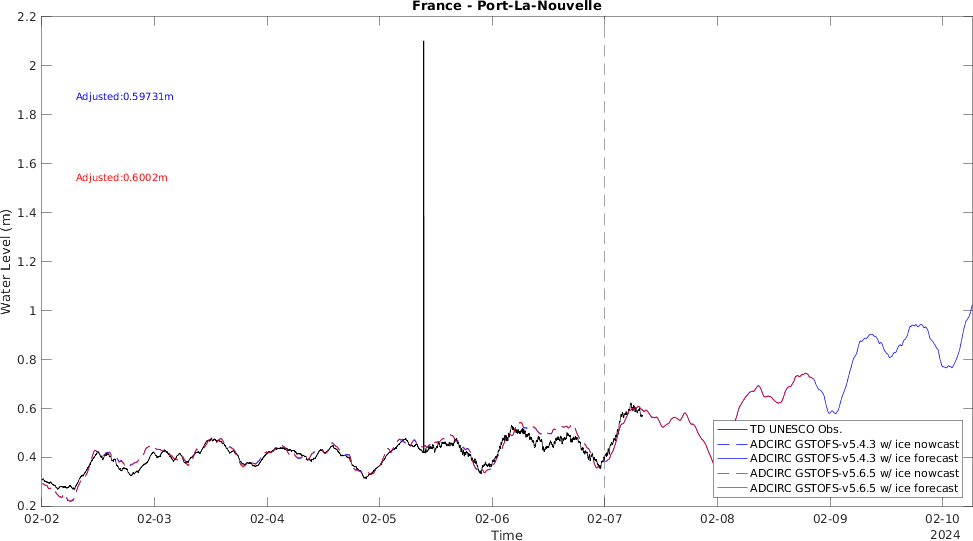 France - Port-La-Nouvelle
2.2
2
1.8
1.6
1.4
1.2
1
0.8
0.6
0.4
0.2
Water Level (m)
Adjusted:0.59731m
Adjusted:0.6002m
TD UNESCO Obs.
ADCIRC GSTOFS-v5.4.3 w/ ice nowcast
ADCIRC GSTOFS-v5.4.3 w/ ice forecast
ADCIRC GSTOFS-v5.6.5 w/ ice nowcast
ADCIRC GSTOFS-v5.6.5 w/ ice forecast
02-02 02-03 02-04 02-05 02-06 02-07 02-08 02-09 02-10
Time 2024